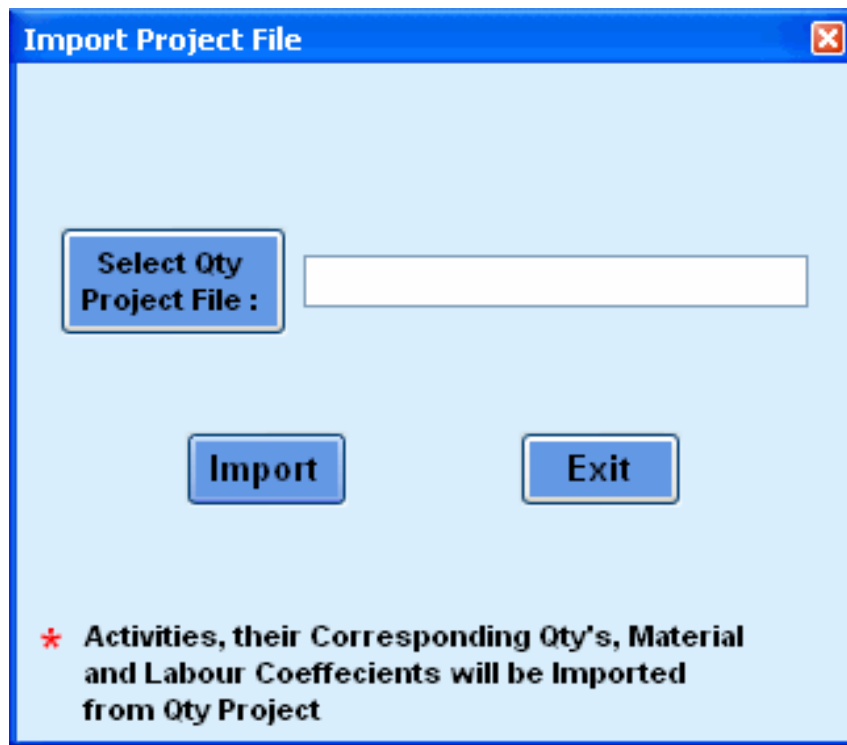 Import Project File
Select Qty
Project File :
Import
Exit
* Activities, their Corresponding Qty's, Material
and Labour Coeffecients will be Imported
from Qty Project